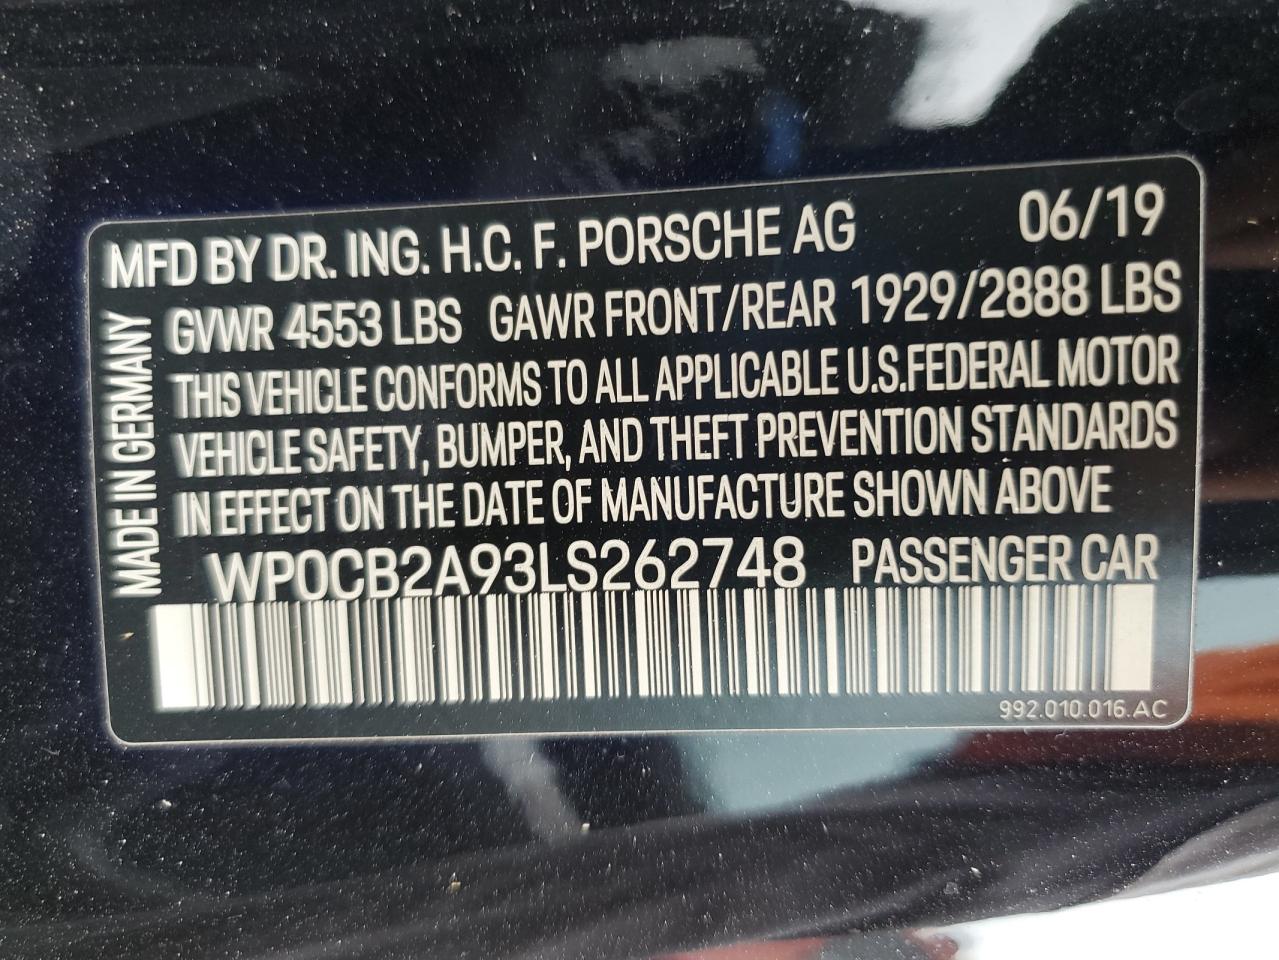 MFD BY DR. ING. H.C. F. PORSCHE AG 06/19
GVWR 4553 LBS GAWR FRONT/REAR 1929/2888 LBS
THIS VEHICLE CONFORMS TO ALL APPLICABLE U.S.FEDERAL MOTOR
VEHICLE SAFETY, BUMPER, AND THEFT PREVENTION STANDARDS
IN EFFECT ON THE DATE OF MANUFACTURE SHOWN ABOVE
WP0CB2A93LS262748 PASSENGER CAR
992.010.016.AC
MADE IN GERMANY